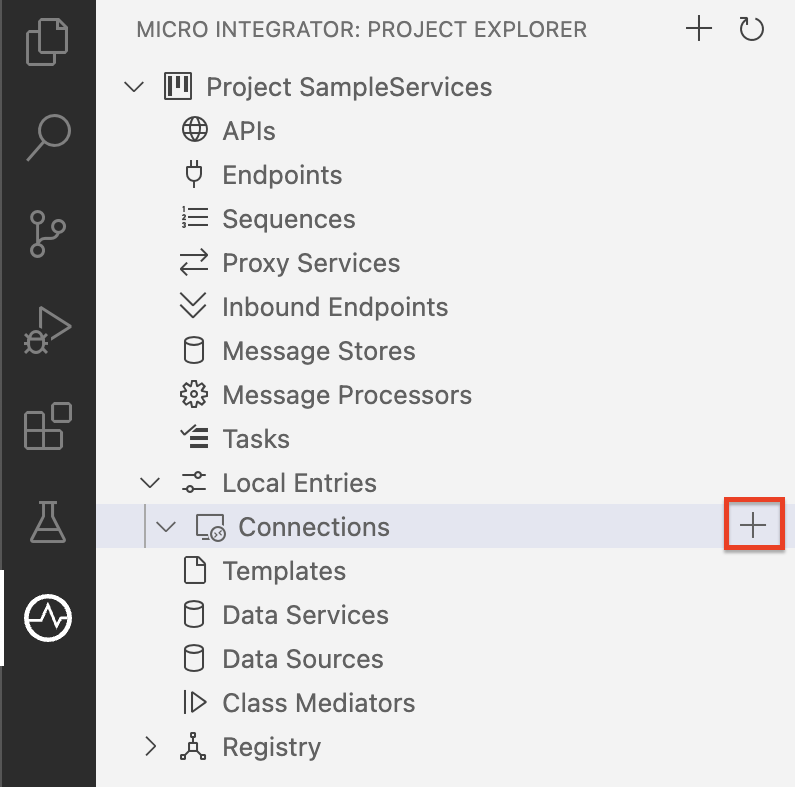 MICRO INTEGRATOR: PROJECT EXPLORER
Project SampleServices
APIs
Endpoints
Sequences
Proxy Services
Inbound Endpoints
Message Stores
Message Processors
Tasks
Local Entries
Connections
Templates
Data Services
Data Sources
Class Mediators
Registry